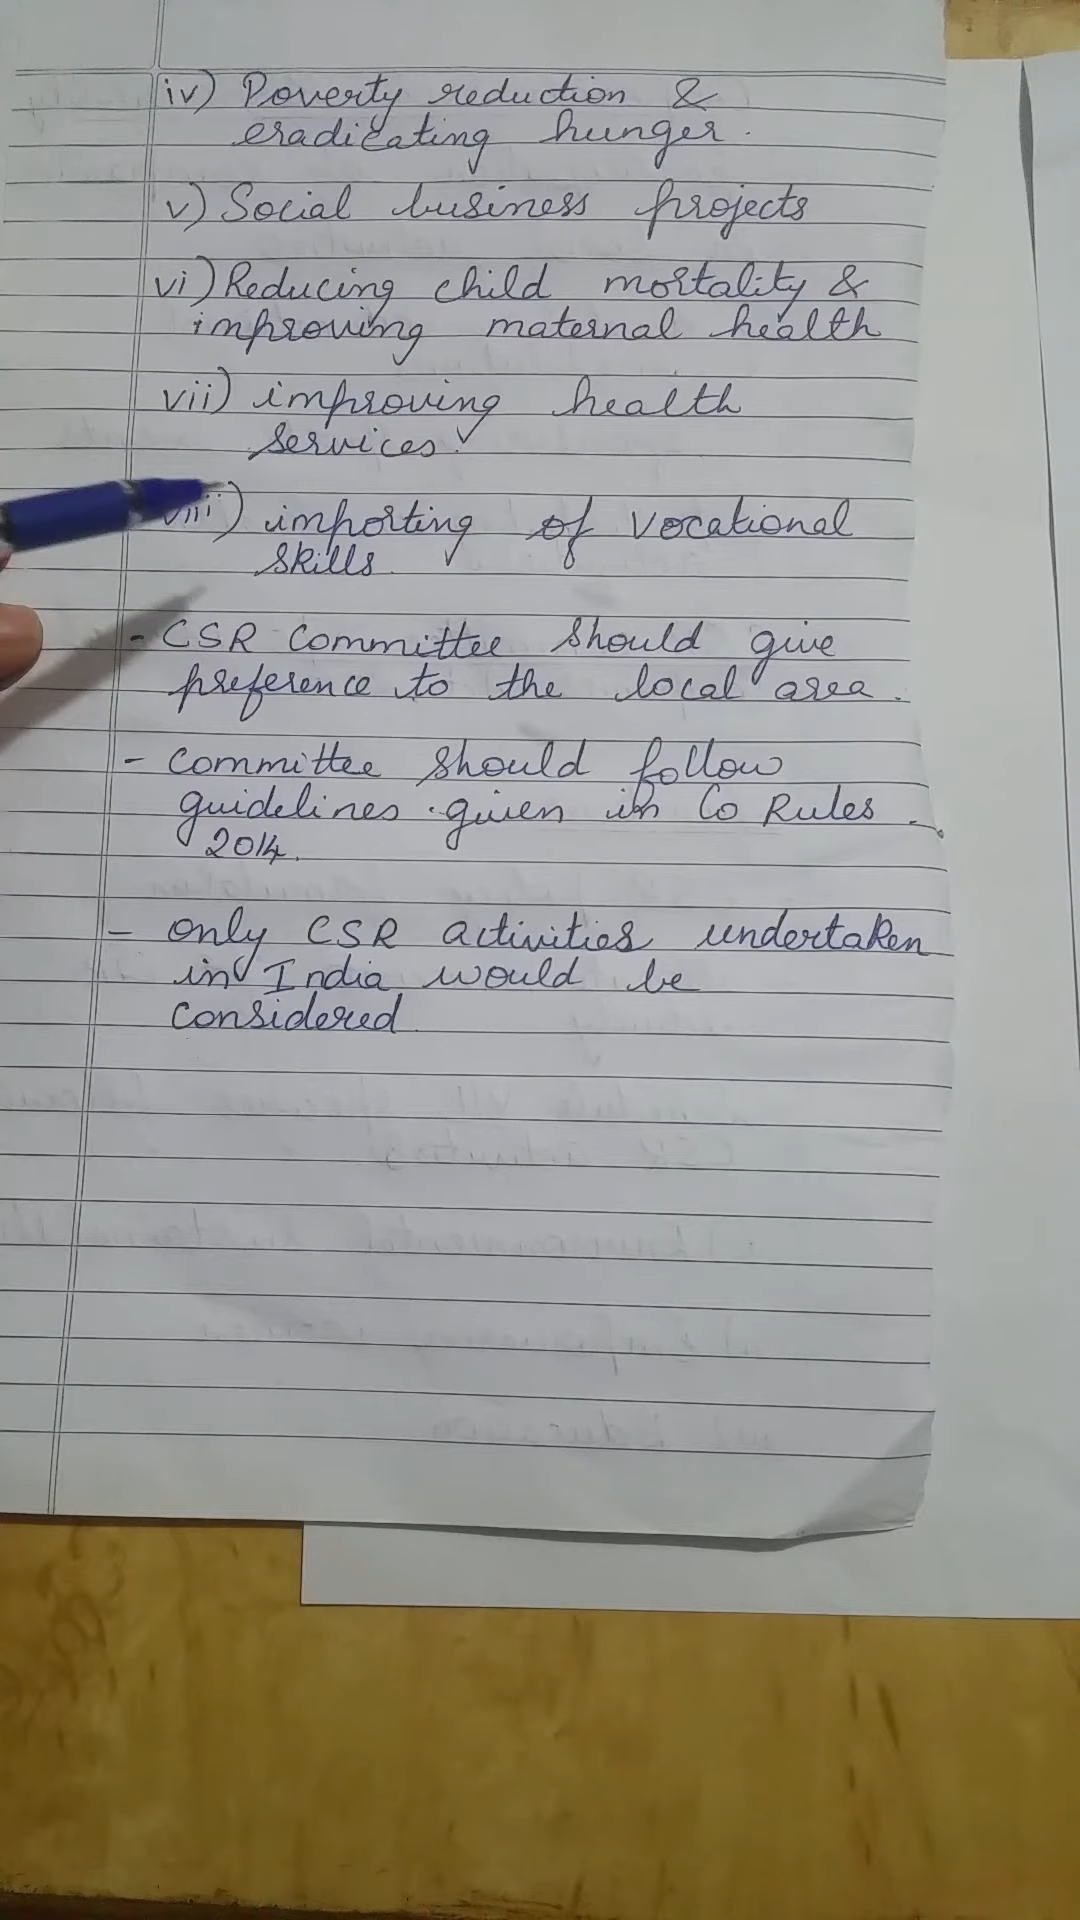 iv) Poverty reduction &
eradicating hunger.
v) Social business projects
vi) Reducing child mortality &
improving maternal health
vii) improving health
services.
viii) importing of vocational
skills.
- CSR Committee should give
preference to the local area.
- Committee should follow
guidelines given in Co Rules.
2014.
- only CSR activities undertaken
in India would be
considered